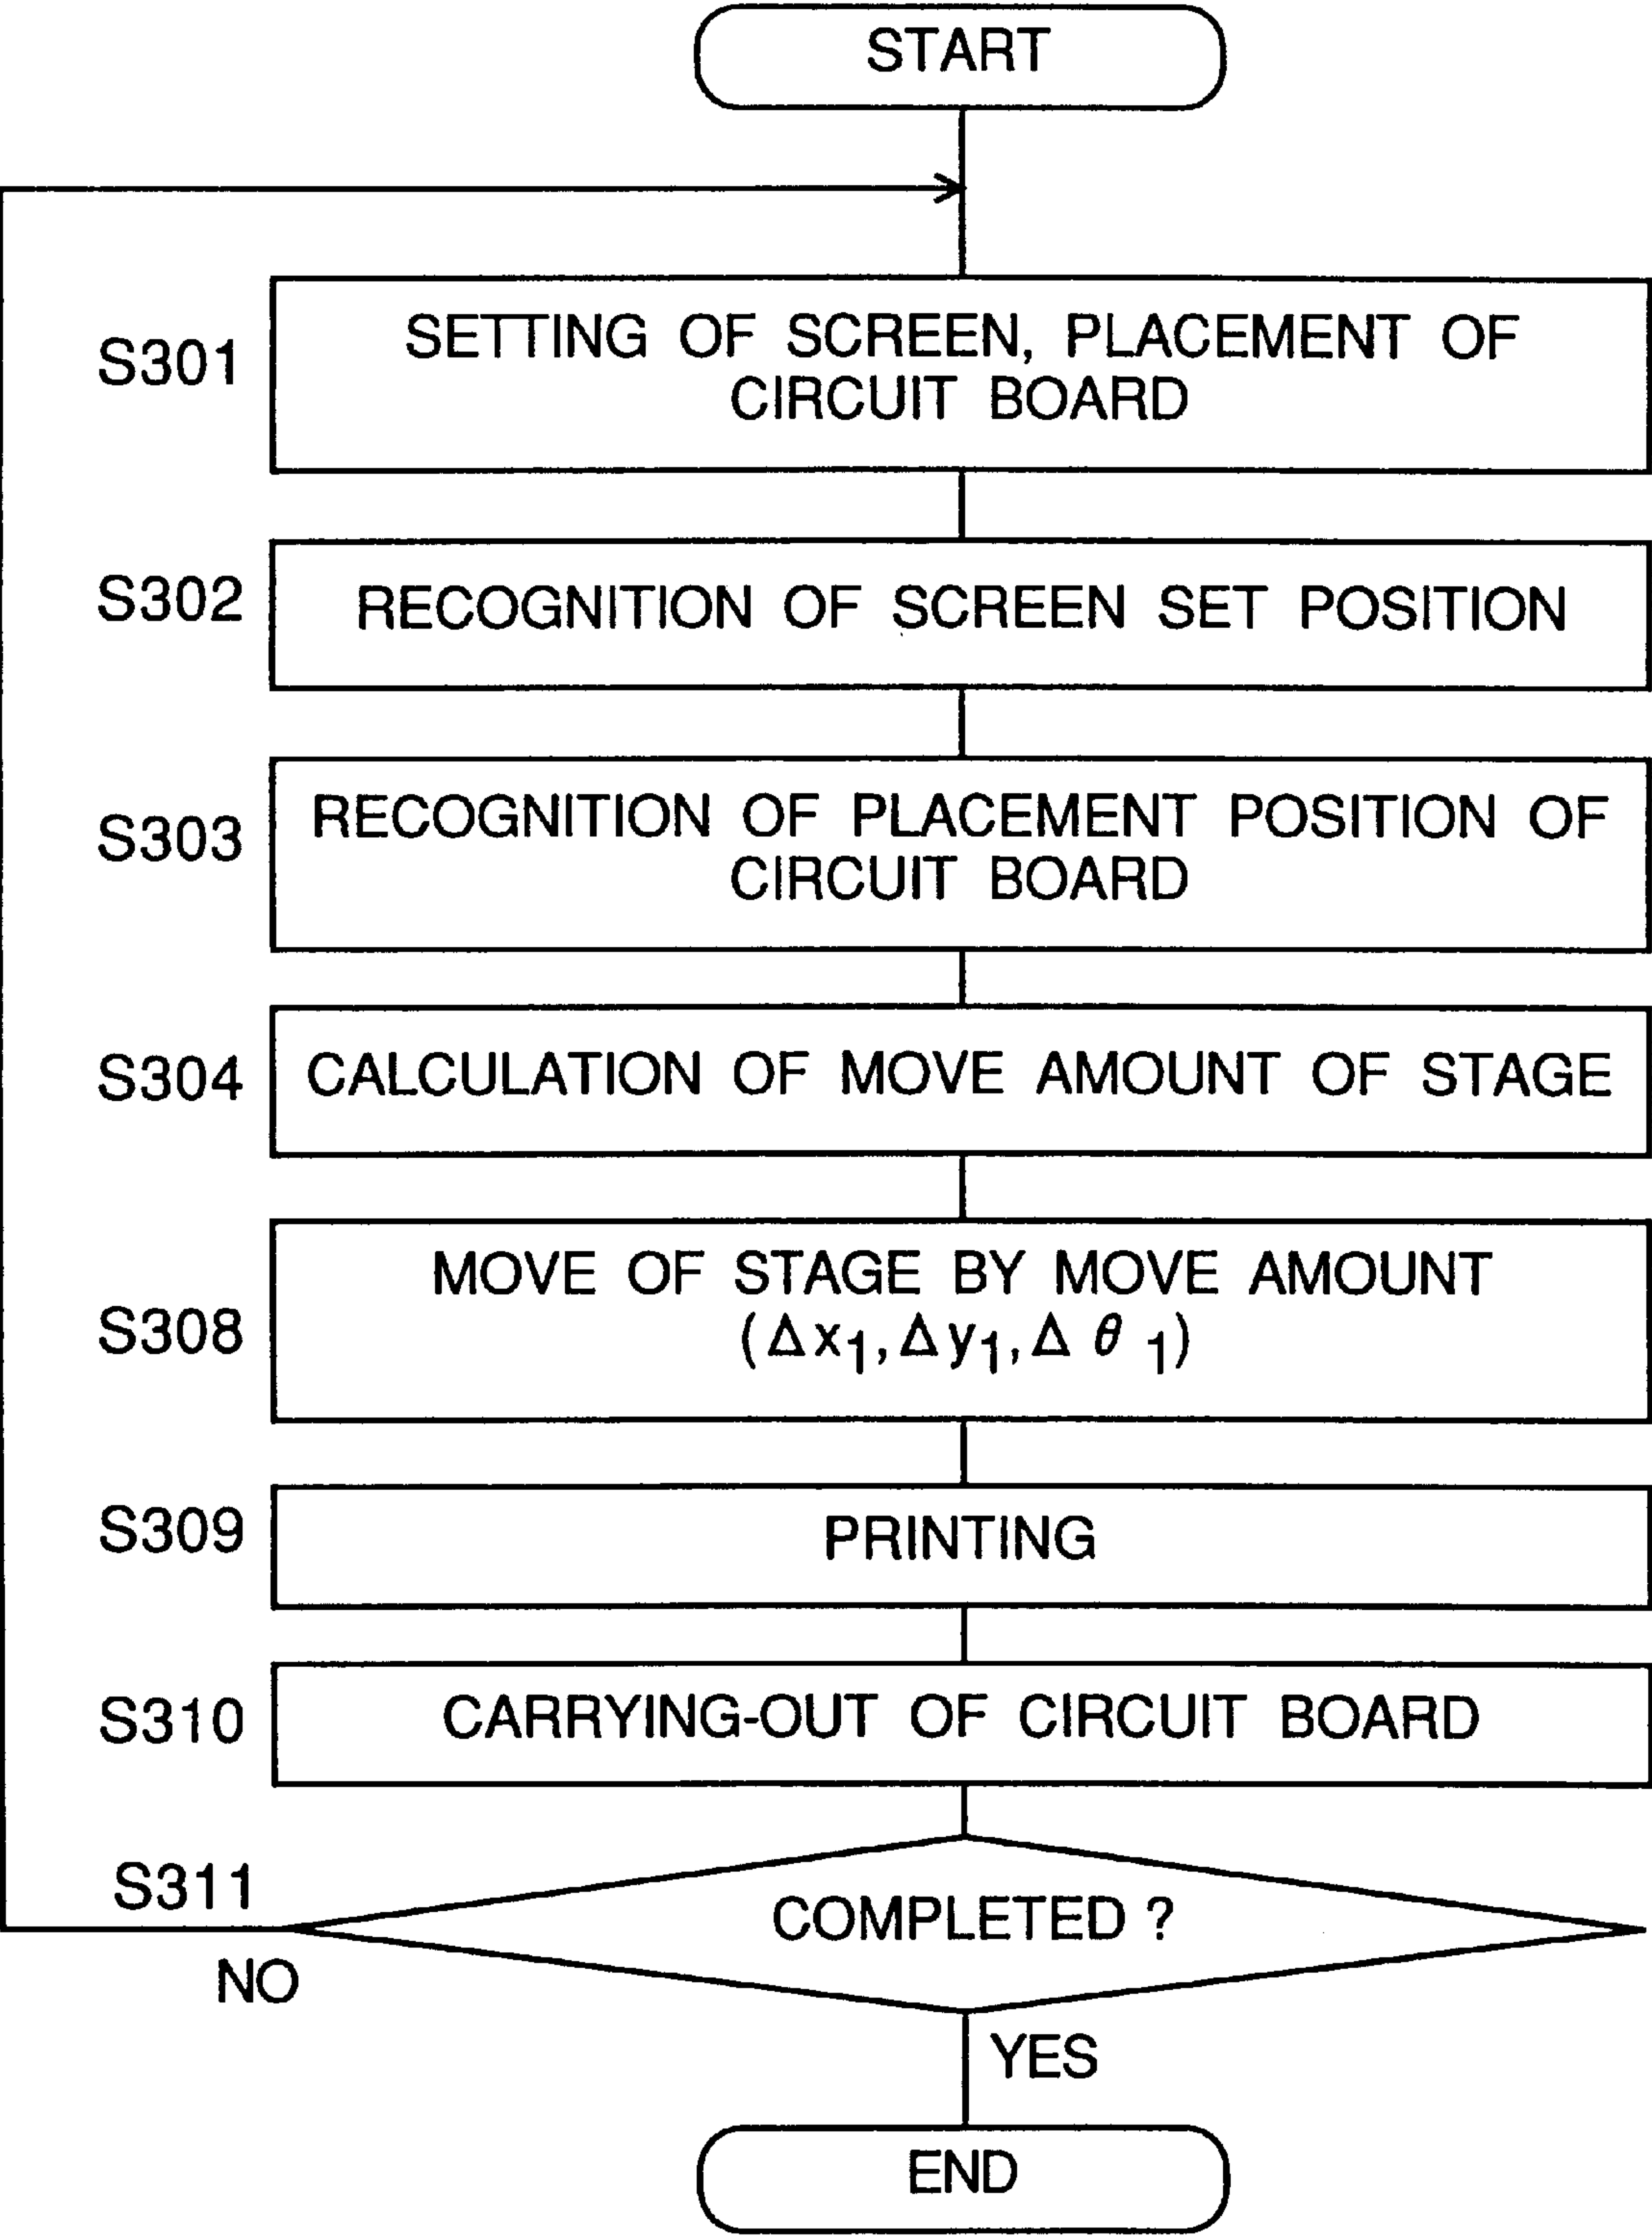 START
S301
SETTING OF SCREEN, PLACEMENT OF
CIRCUIT BOARD
S302
RECOGNITION OF SCREEN SET POSITION
S303
RECOGNITION OF PLACEMENT POSITION OF
CIRCUIT BOARD
S304
CALCULATION OF MOVE AMOUNT OF STAGE
S308
MOVE OF STAGE BY MOVE AMOUNT
(Δx₁, Δy₁, Δθ₁)
S309
PRINTING
S310
CARRYING-OUT OF CIRCUIT BOARD
S311
COMPLETED ?
NO
YES
END